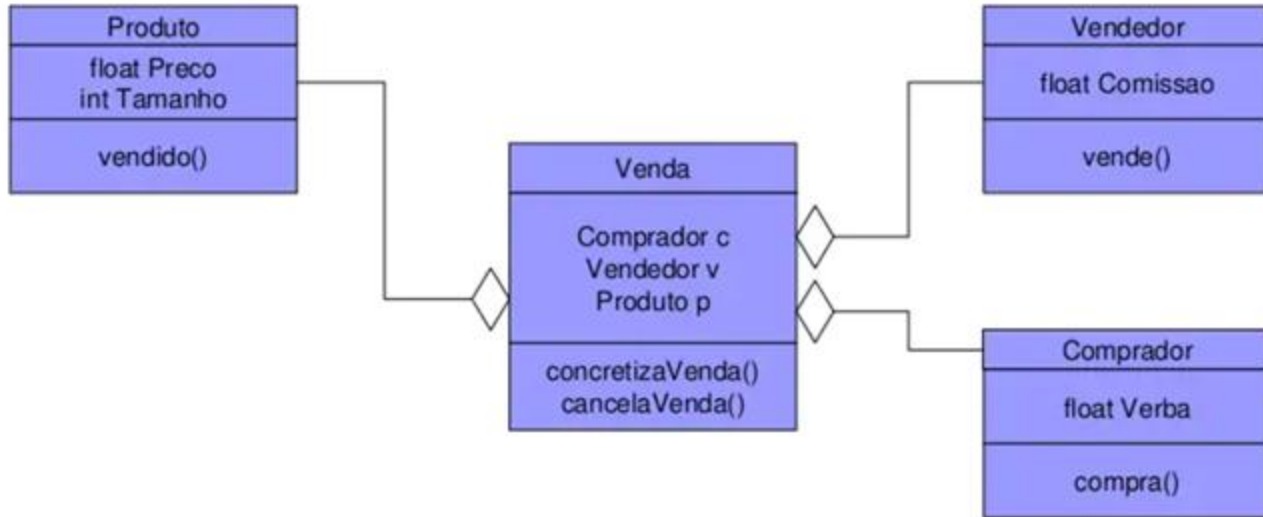 Produto
float Preco
int Tamanho
vendido()
Venda
Comprador c
Vendedor v
Produto p
concretizaVenda()
cancelaVenda()
Vendedor
float Comissao
vende()
Comprador
float Verba
compra()